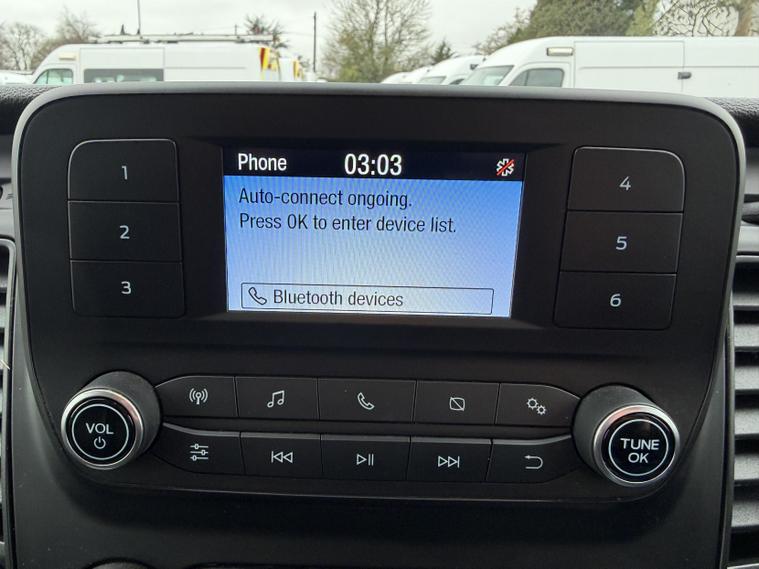 Phone 03:03
Auto-connect ongoing.
Press OK to enter device list.
Bluetooth devices
1
2
3
4
5
6
VOL
TUNE
OK